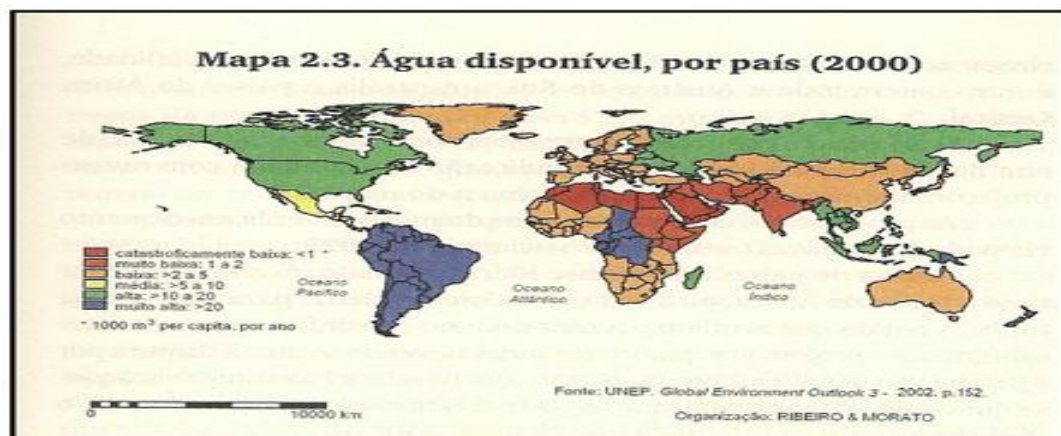 Mapa 2.3. Água disponível, por país (2000)
catastroficamente baixa: <1 *
muito baixa: 1 a 2
baixa: >2 a 5
média: >5 a 10
alta: >10 a 20
muito alta: >20
* 1000 m³ per capita, por ano
Oceano
Pacífico
Oceano
Atlântico
Oceano
Índico
0 10000 km
Fonte: UNEP. Global Environment Outlook 3 - 2002. p.152.
Organização: RIBEIRO & MORATO